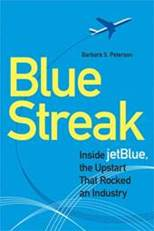 Barbara S. Peterson
Blue
Streak
Inside jetBlue,
the Upstart
That Rocked
an Industry